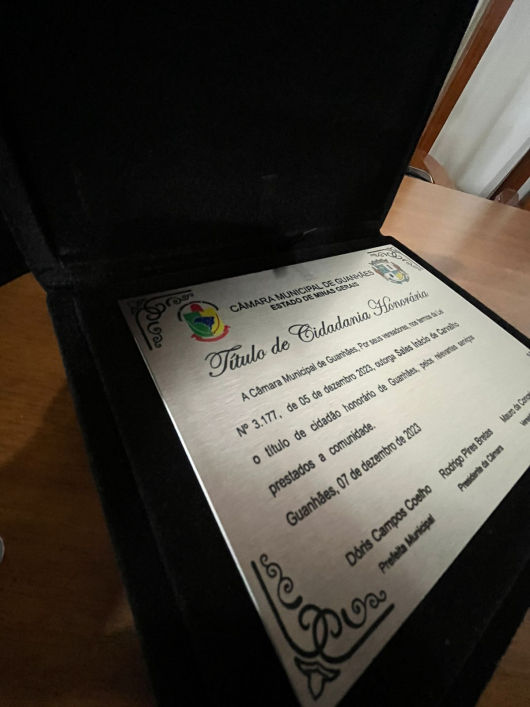 CÂMARA MUNICIPAL DE GUANHÃES
ESTADO DE MINAS GERAIS
Título de Cidadania Honorária
A Câmara Municipal de Guanhães, Por seus vereadores, nos termos da Lei
Nº 3.177, de 05 de dezembro 2023, outorga Sales Inácio de Carvalho
o título de cidadão honorário de Guanhães, pelos relevantes serviços
prestados a comunidade.
Guanhães, 07 de dezembro de 2023
Dóris Campos Coelho
Prefeita Municipal
Rodrigo Pires Bretas
Presidente da Câmara